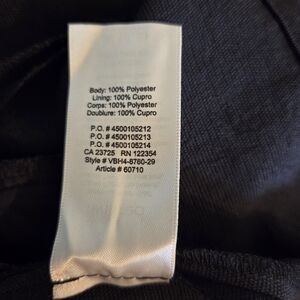 Body: 100% Polyester
Lining: 100% Cupro
Corps: 100% Polyester
Doublure: 100% Cupro
P.O. # 4500105212
P.O. # 4500105213
P.O. # 4500105214
CA 23725 RN 122354
Style # VBH4-8760-29
Article # 60710